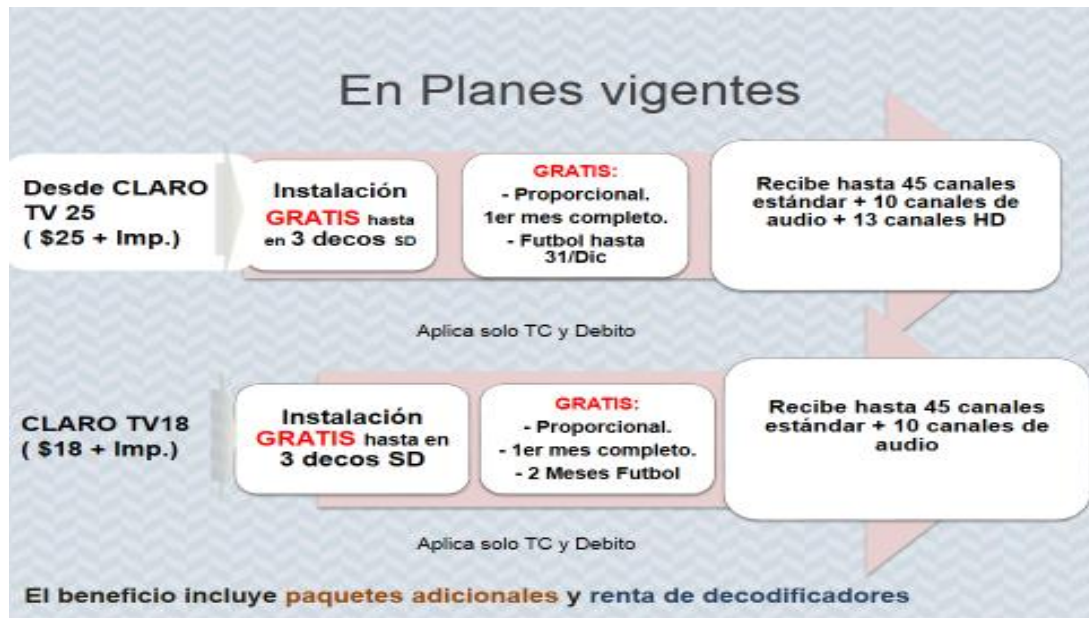 En Planes vigentes
Desde CLARO
TV 25
( $25 + Imp.)
Instalación
GRATIS hasta
en 3 decos SD
GRATIS:
- Proporcional.
1er mes completo.
- Futbol hasta
31/Dic
Recibe hasta 45 canales
estándar + 10 canales de
audio + 13 canales HD
Aplica solo TC y Debito
CLARO TV18
( $18 + Imp.)
Instalación
GRATIS hasta en
3 decos SD
GRATIS:
- Proporcional.
- 1er mes completo.
- 2 Meses Futbol
Recibe hasta 45 canales
estándar + 10 canales de
audio
Aplica solo TC y Debito
El beneficio incluye paquetes adicionales y renta de decodificadores